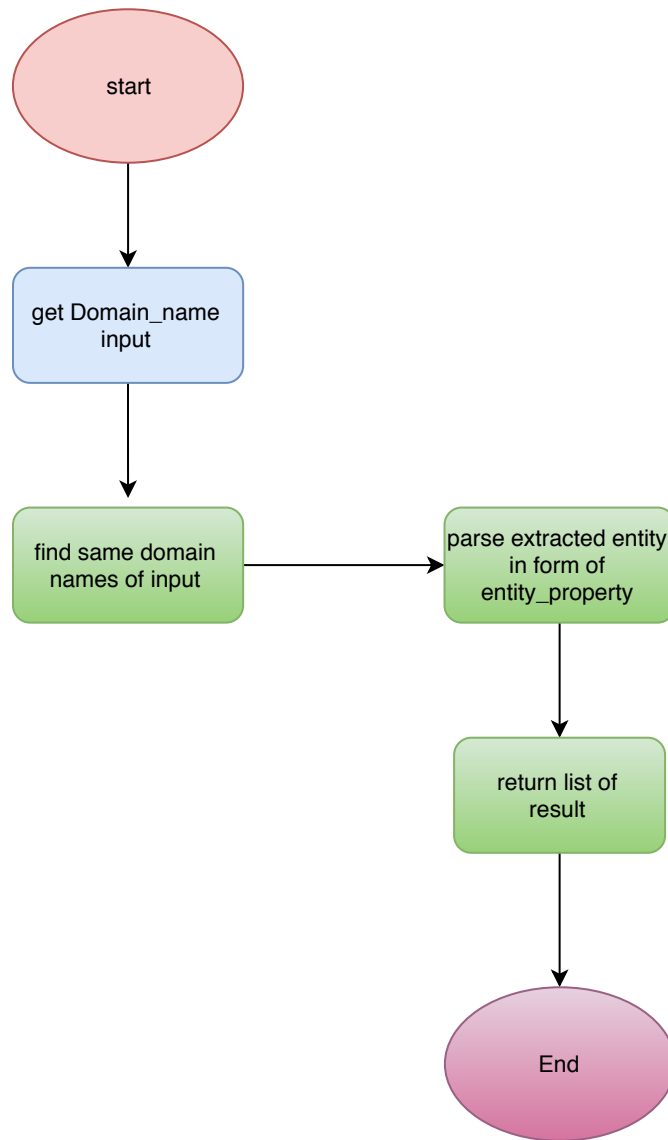 start
get Domain_name
input
find same domain
names of input
parse extracted entity
in form of
entity_property
return list of
result
End